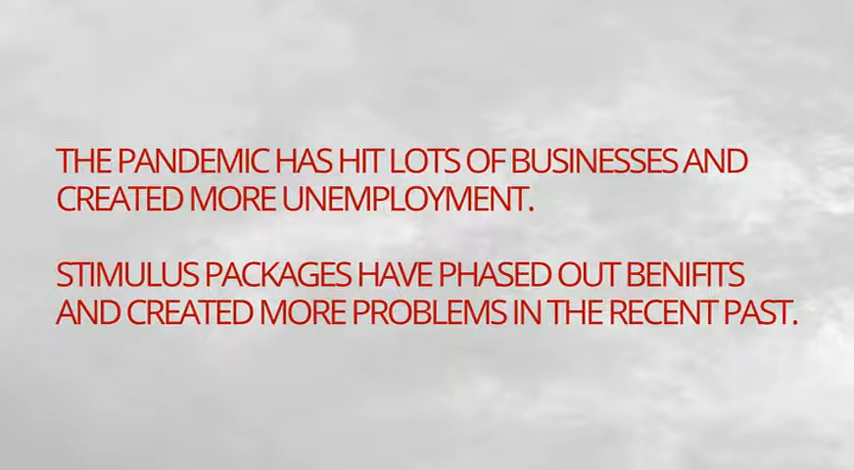 THE PANDEMIC HAS HIT LOTS OF BUSINESSES AND
CREATED MORE UNEMPLOYMENT.
STIMULUS PACKAGES HAVE PHASED OUT BENIFITS
AND CREATED MORE PROBLEMS IN THE RECENT PAST.